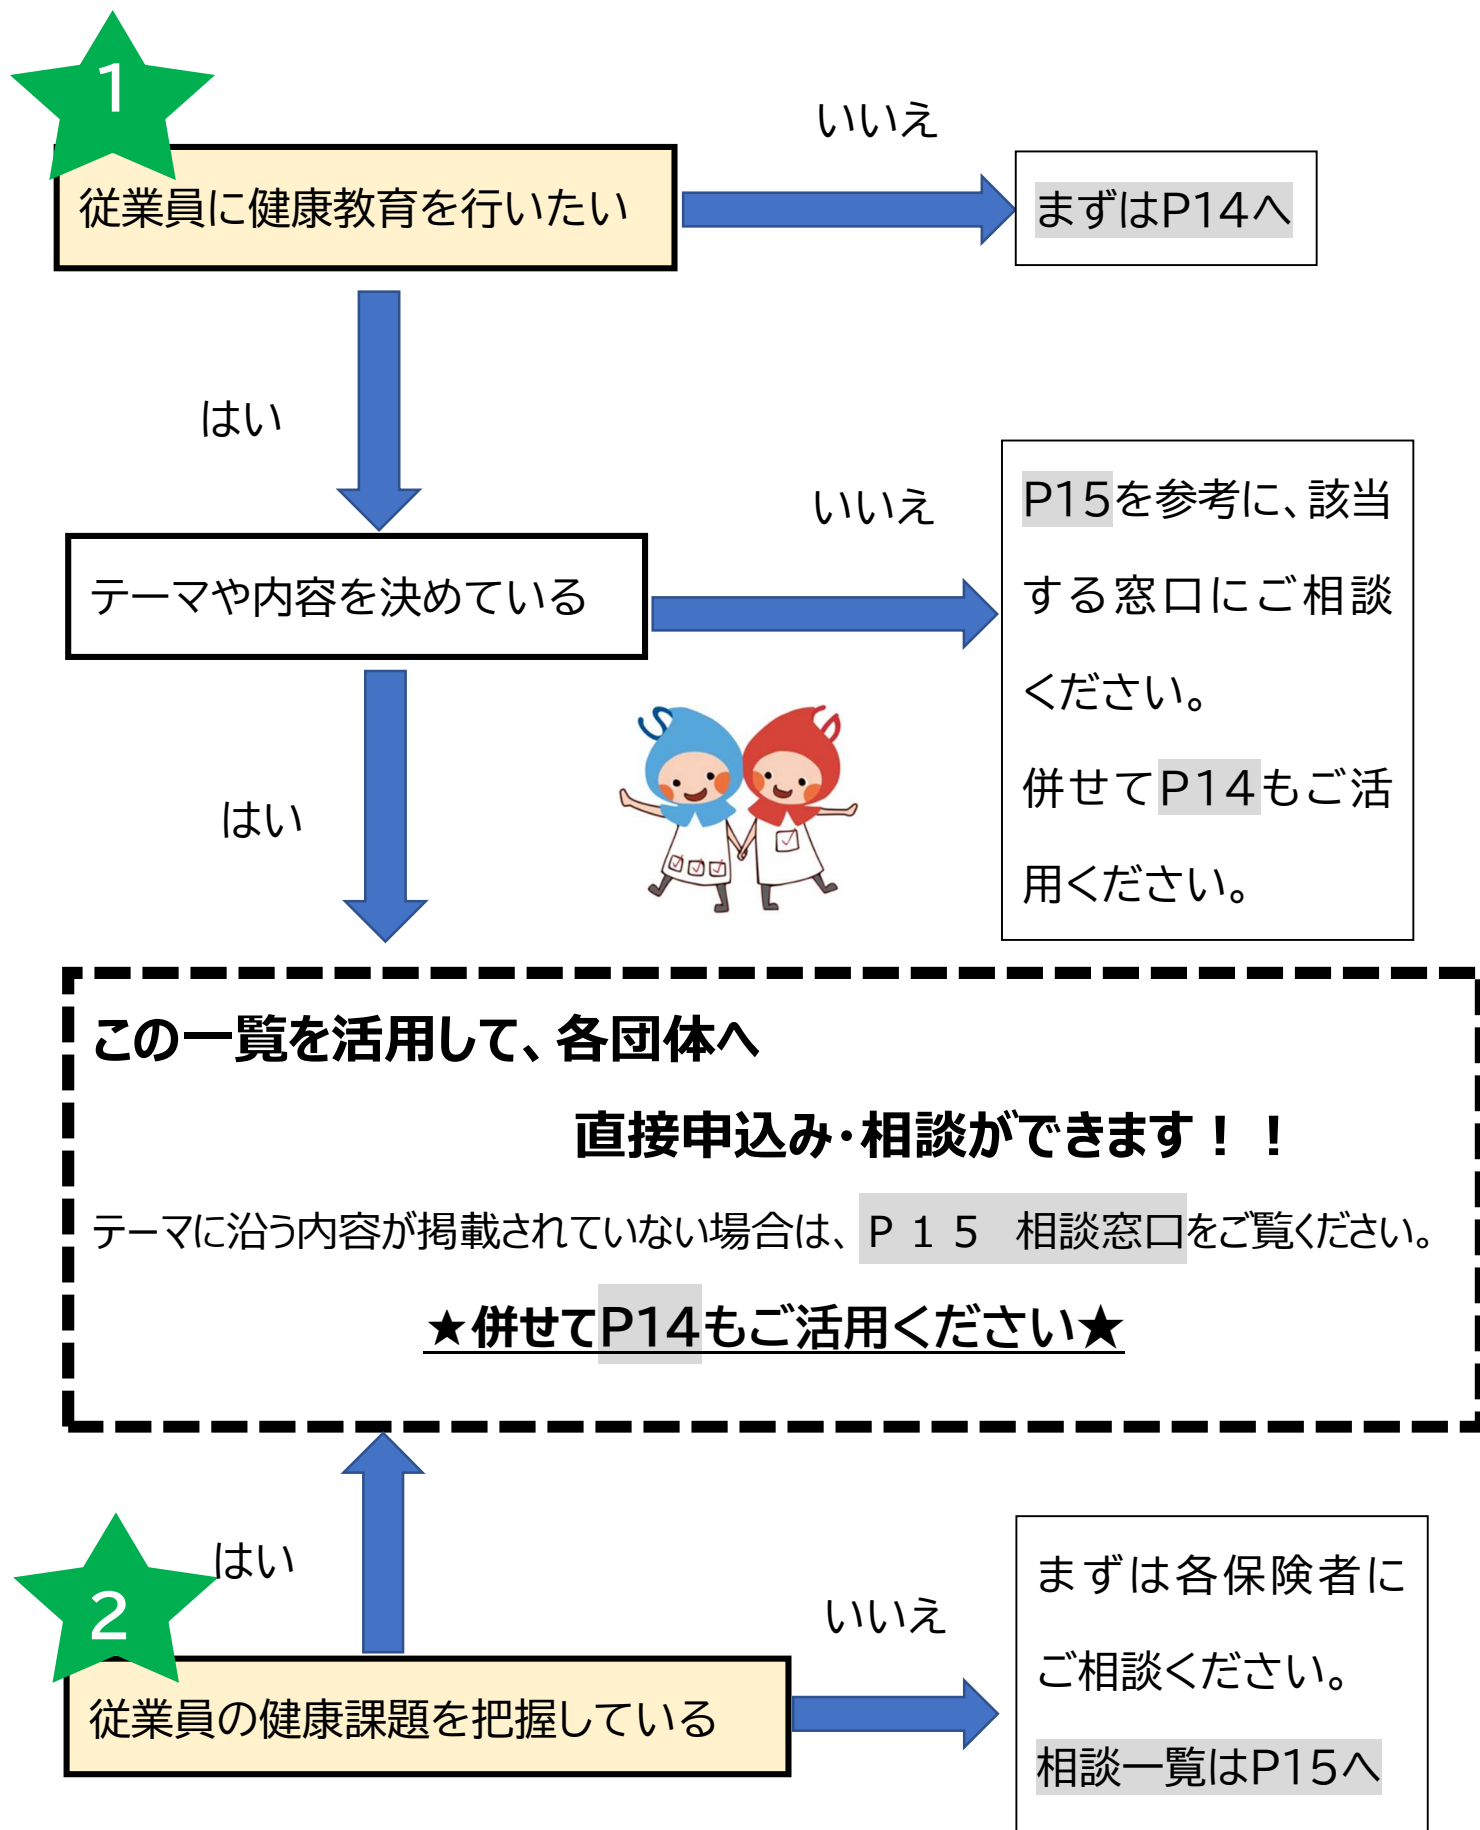 1
いいえ
従業員に健康教育を行いたい
まずはP14へ
はい
いいえ
テーマや内容を決めている
P15を参考に、該当
する窓口にご相談
ください。
併せてP14もご活
用ください。
はい
この一覧を活用して、各団体へ
直接申込み・相談ができます！！
テーマに沿う内容が掲載されていない場合は、Ｐ１５　相談窓口をご覧ください。
★併せてP14もご活用ください★
はい
2
いいえ
従業員の健康課題を把握している
まずは各保険者に
ご相談ください。
相談一覧はP15へ